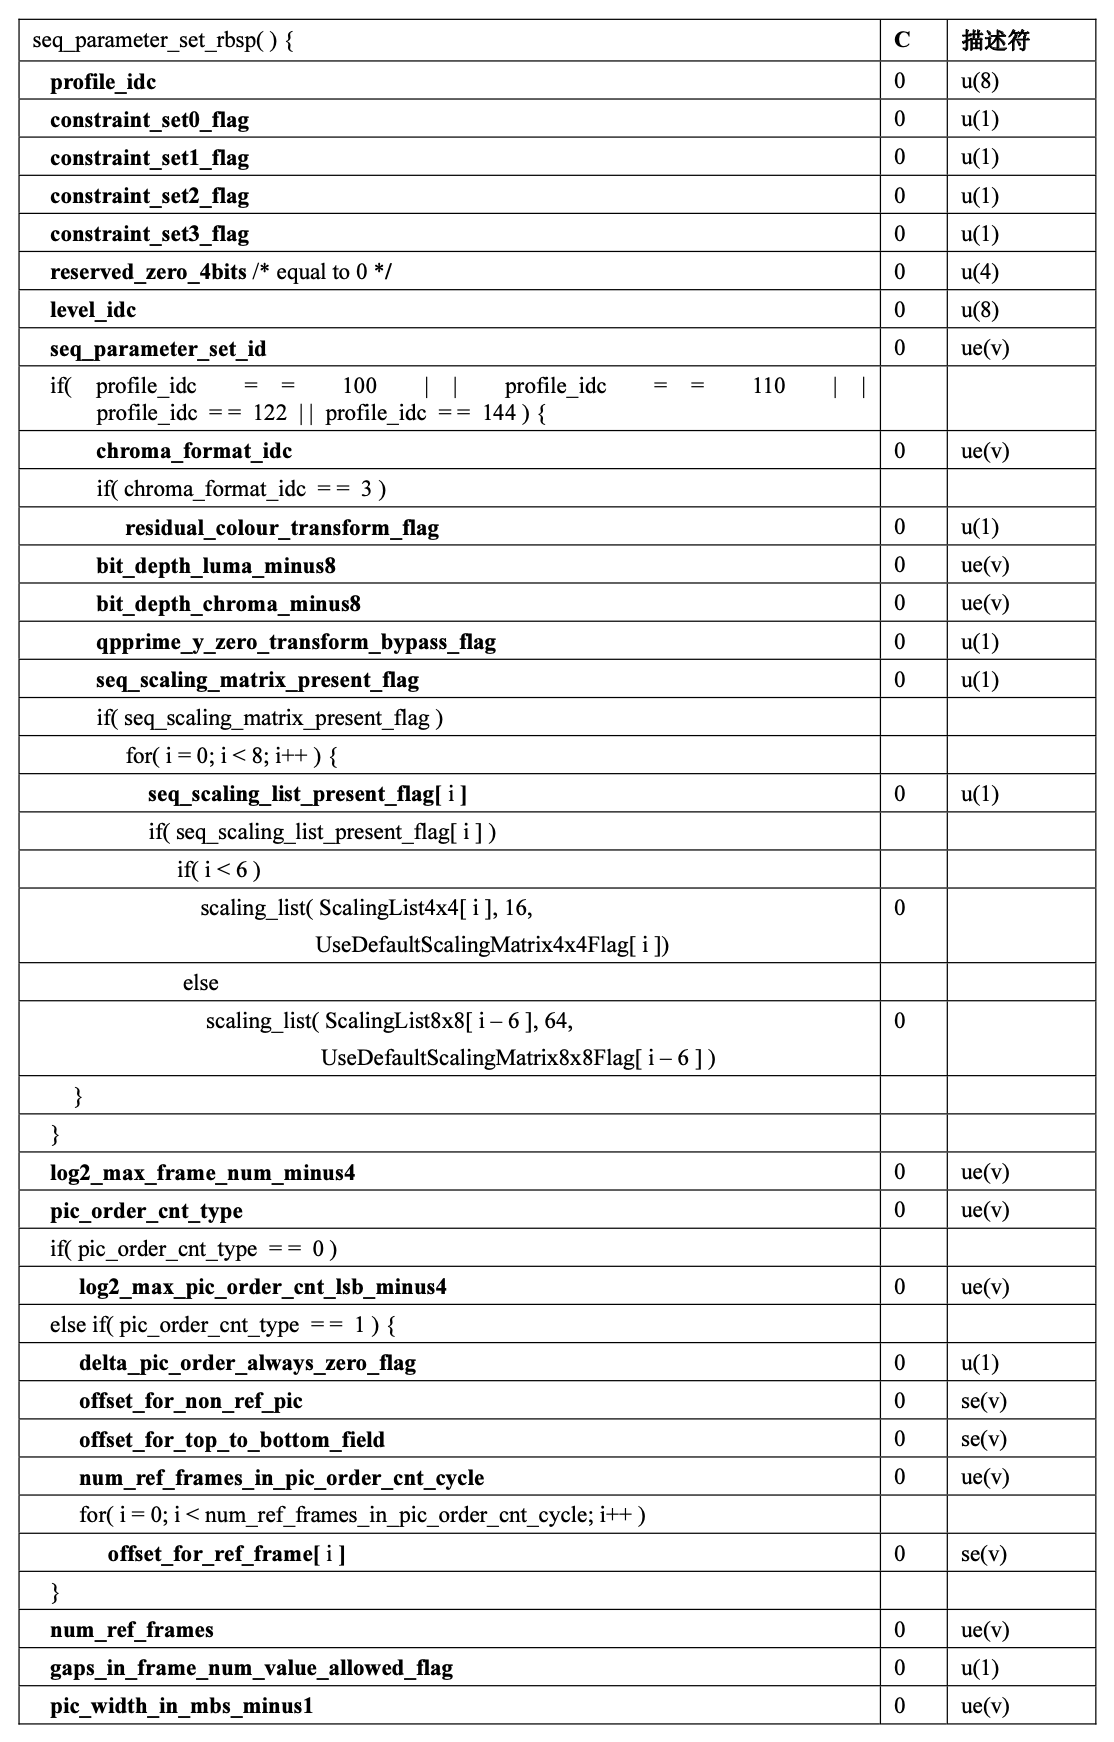 seq_parameter_set_rbsp( ) { C 描述符
profile_idc 0 u(8)
constraint_set0_flag 0 u(1)
constraint_set1_flag 0 u(1)
constraint_set2_flag 0 u(1)
constraint_set3_flag 0 u(1)
reserved_zero_4bits /* equal to 0 */ 0 u(4)
level_idc 0 u(8)
seq_parameter_set_id 0 ue(v)
if( profile_idc = = 100 | | profile_idc = = 110 | |
profile_idc = = 122 | | profile_idc = = 144 ) {
chroma_format_idc 0 ue(v)
if( chroma_format_idc = = 3 )
residual_colour_transform_flag 0 u(1)
bit_depth_luma_minus8 0 ue(v)
bit_depth_chroma_minus8 0 ue(v)
qpprime_y_zero_transform_bypass_flag 0 u(1)
seq_scaling_matrix_present_flag 0 u(1)
if( seq_scaling_matrix_present_flag )
for( i = 0; i < 8; i++ ) {
seq_scaling_list_present_flag[ i ] 0 u(1)
if( seq_scaling_list_present_flag[ i ] )
if( i < 6 )
scaling_list( ScalingList4x4[ i ], 16, 0
UseDefaultScalingMatrix4x4Flag[ i ])
else
scaling_list( ScalingList8x8[ i – 6 ], 64, 0
UseDefaultScalingMatrix8x8Flag[ i – 6 ] )
}
}
log2_max_frame_num_minus4 0 ue(v)
pic_order_cnt_type 0 ue(v)
if( pic_order_cnt_type = = 0 )
log2_max_pic_order_cnt_lsb_minus4 0 ue(v)
else if( pic_order_cnt_type = = 1 ) {
delta_pic_order_always_zero_flag 0 u(1)
offset_for_non_ref_pic 0 se(v)
offset_for_top_to_bottom_field 0 se(v)
num_ref_frames_in_pic_order_cnt_cycle 0 ue(v)
for( i = 0; i < num_ref_frames_in_pic_order_cnt_cycle; i++ )
offset_for_ref_frame[ i ] 0 se(v)
}
num_ref_frames 0 ue(v)
gaps_in_frame_num_value_allowed_flag 0 u(1)
pic_width_in_mbs_minus1 0 ue(v)